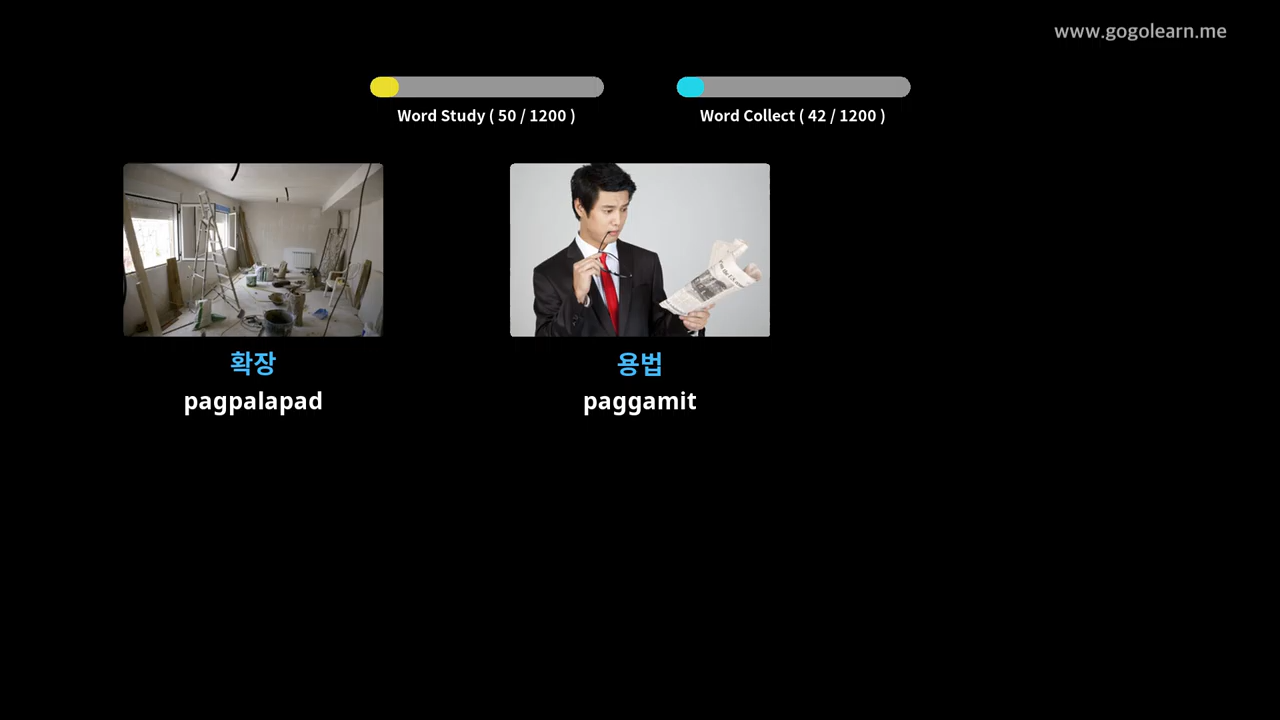 www.gogolearn.me
Word Study ( 50 / 1200 )
Word Collect ( 42 / 1200 )
확장
pagpalapad
용법
paggamit